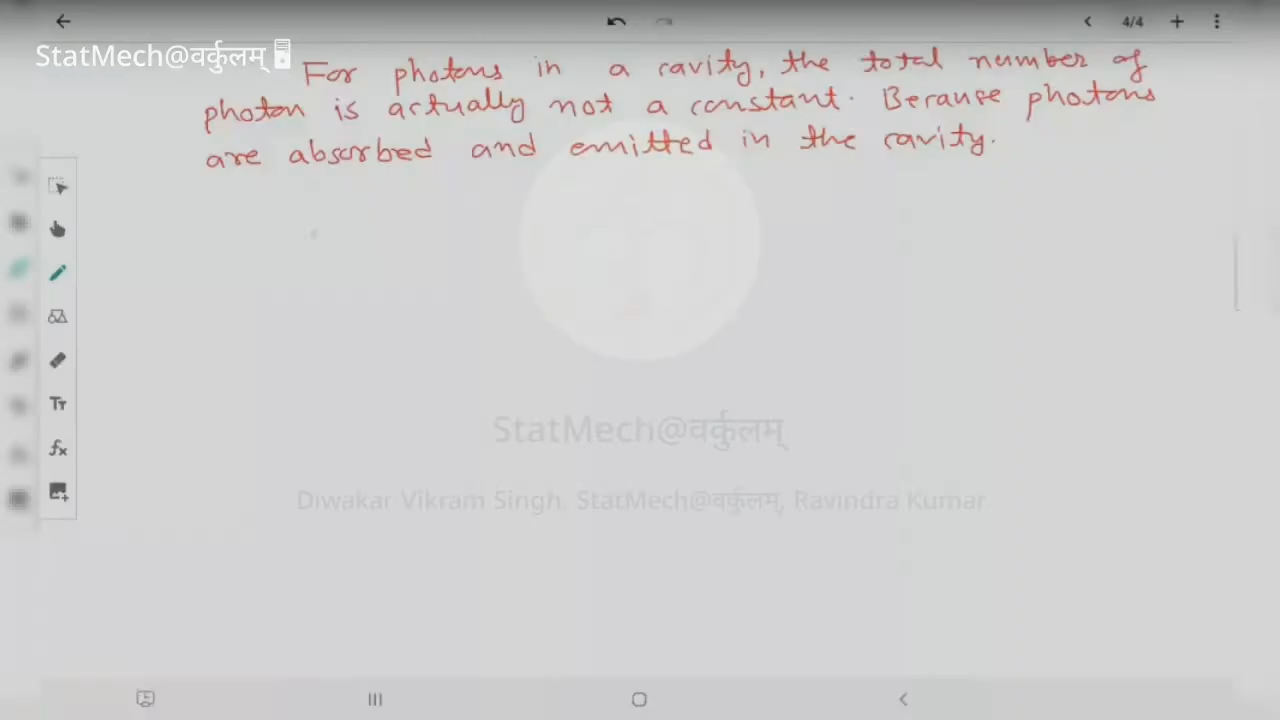 4/4
StatMech@वर्कुलम्
For photons in a cavity, the total number of
photon is actually not a constant. Because photons
are absorbed and emitted in the cavity.
Tт
fx
StatMech@वर्कुलम्
Diwakar Vikram Singh, StatMech@वर्कुलम्, Ravindra Kumar